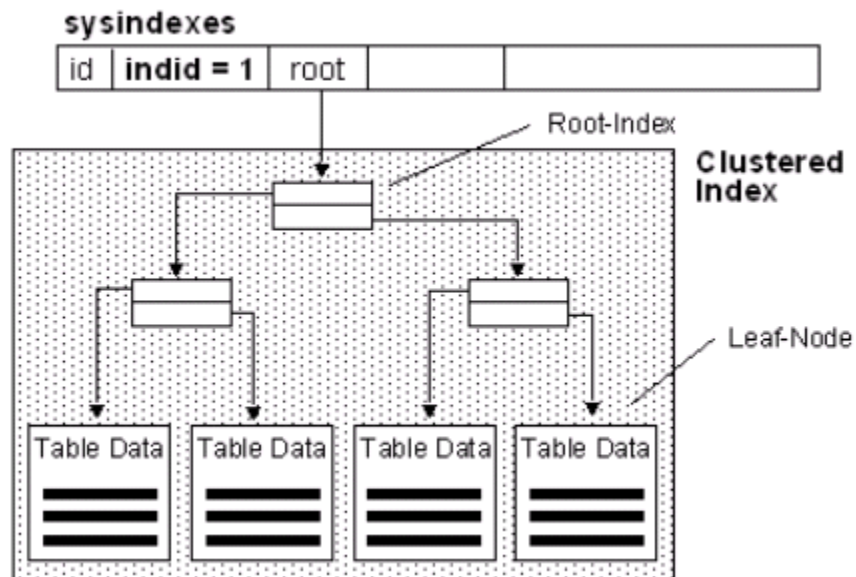 sysindexes
id indid = 1 root
Root-Index
Clustered
Index
Leaf-Node
Table Data Table Data Table Data Table Data